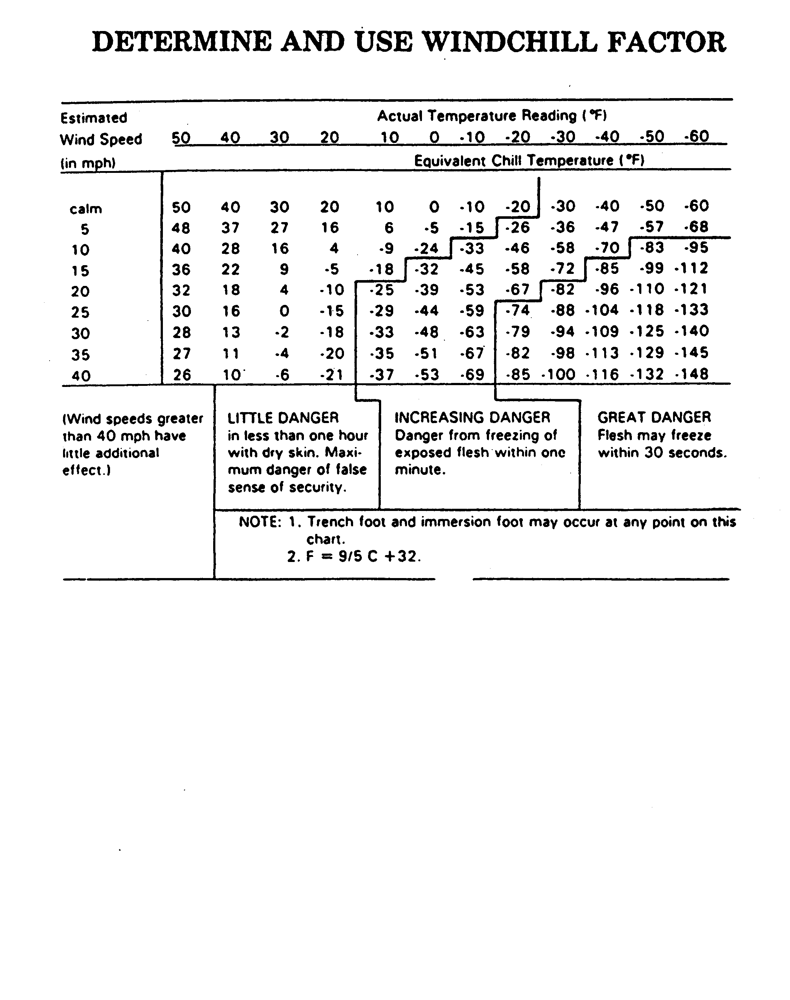 DETERMINE AND USE WINDCHILL FACTOR
Estimated Actual Temperature Reading (°F)
Wind Speed 50 40 30 20 10 0 -10 -20 -30 -40 -50 -60
(in mph) Equivalent Chill Temperature (°F)
calm 50 40 30 20 10 0 -10 -20 -30 -40 -50 -60
5 48 37 27 16 6 -5 -15 -26 -36 -47 -57 -68
10 40 28 16 4 -9 -24 -33 -46 -58 -70 -83 -95
15 36 22 9 -5 -18 -32 -45 -58 -72 -85 -99 -112
20 32 18 4 -10 -25 -39 -53 -67 -82 -96 -110 -121
25 30 16 0 -15 -29 -44 -59 -74 -88 -104 -118 -133
30 28 13 -2 -18 -33 -48 -63 -79 -94 -109 -125 -140
35 27 11 -4 -20 -35 -51 -67 -82 -98 -113 -129 -145
40 26 10 -6 -21 -37 -53 -69 -85 -100 -116 -132 -148
(Wind speeds greater
than 40 mph have
little additional
effect.)
LITTLE DANGER
in less than one hour
with dry skin. Maxi-
mum danger of false
sense of security.
INCREASING DANGER
Danger from freezing of
exposed flesh within one
minute.
GREAT DANGER
Flesh may freeze
within 30 seconds.
NOTE: 1. Trench foot and immersion foot may occur at any point on this
chart.
2. F = 9/5 C +32.